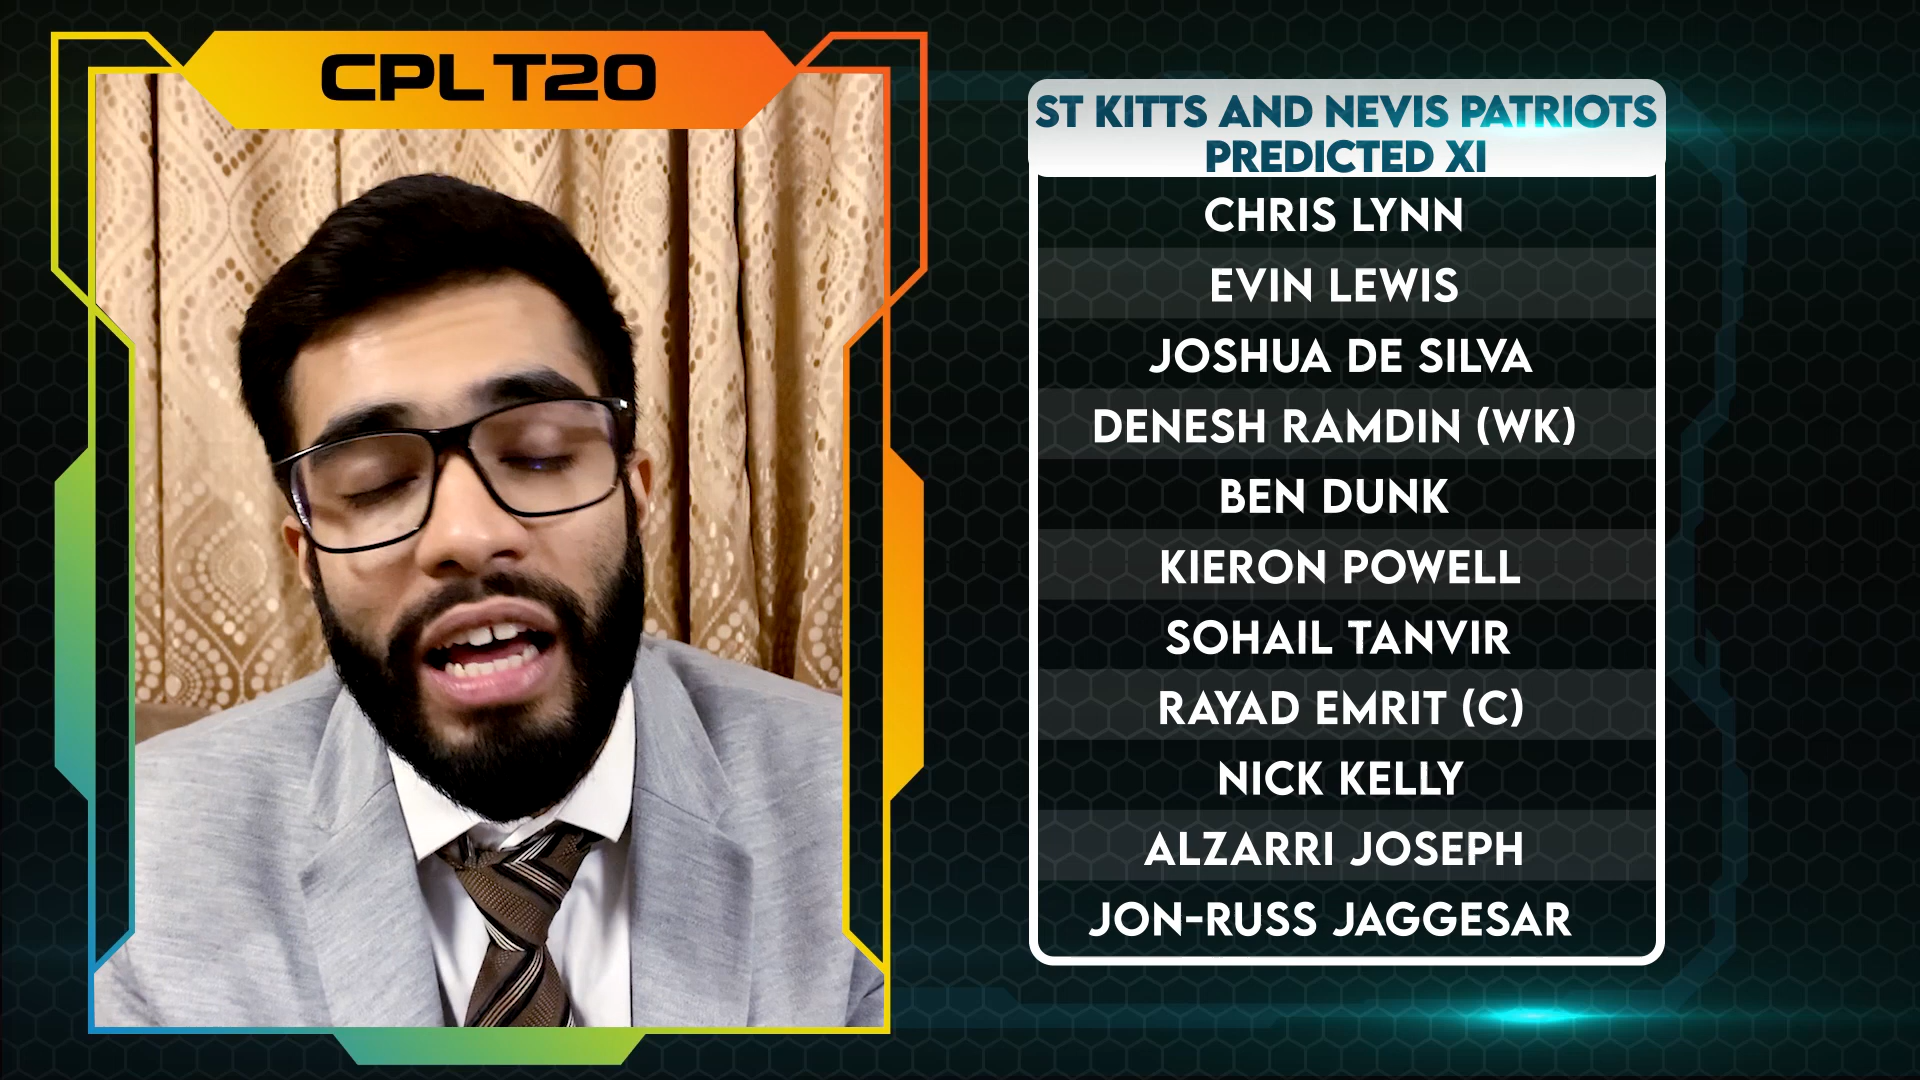 CPL T20
ST KITTS AND NEVIS PATRIOTS
PREDICTED XI
CHRIS LYNN
EVIN LEWIS
JOSHUA DE SILVA
DENESH RAMDIN (WK)
BEN DUNK
KIERON POWELL
SOHAIL TANVIR
RAYAD EMRIT (C)
NICK KELLY
ALZARRI JOSEPH
JON-RUSS JAGGESAR